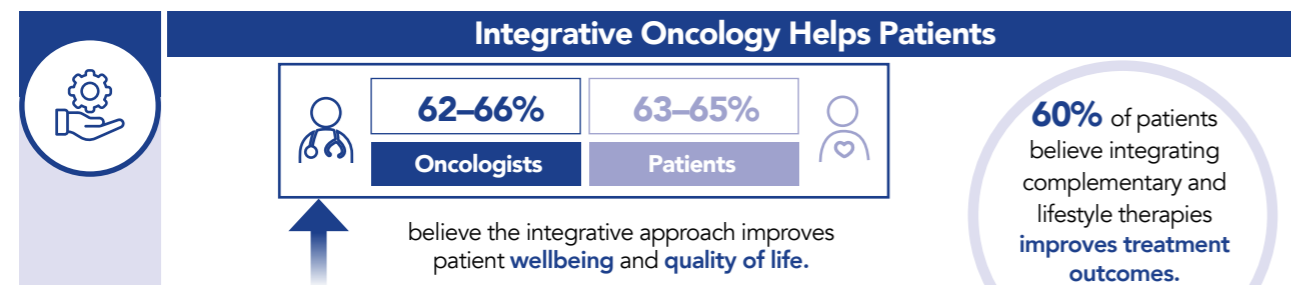 Integrative Oncology Helps Patients
62–66%
Oncologists
63–65%
Patients
believe the integrative approach improves
patient wellbeing and quality of life.
60% of patients
believe integrating
complementary and
lifestyle therapies
improves treatment
outcomes.